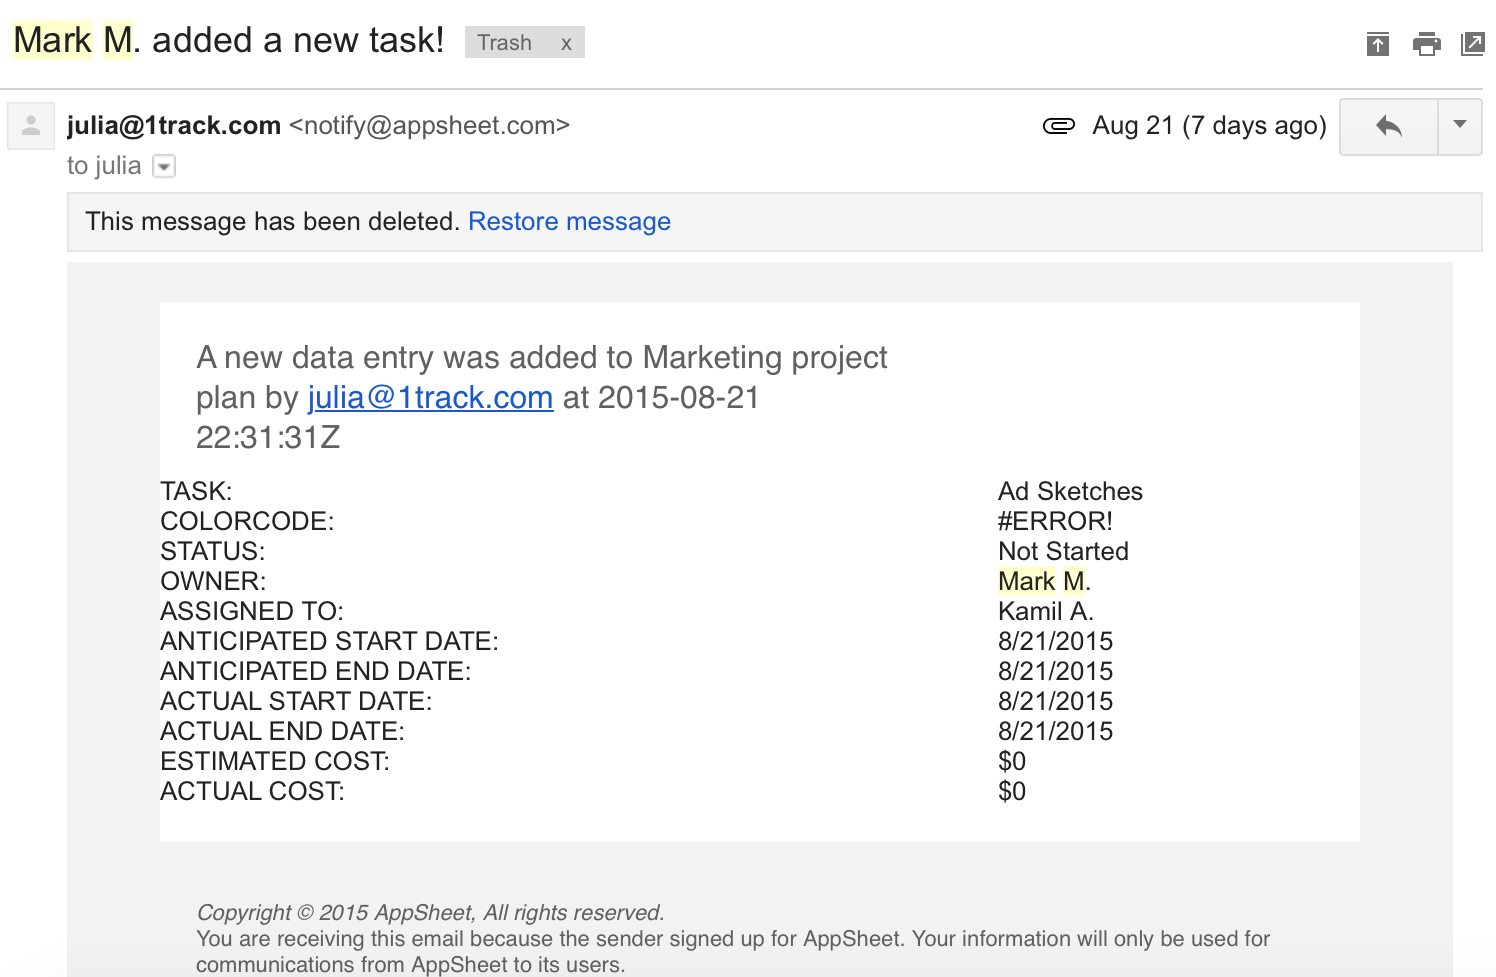 Mark M. added a new task! Trash x
julia@1track.com <notify@appsheet.com> Aug 21 (7 days ago)
to julia
This message has been deleted. Restore message
A new data entry was added to Marketing project
plan by julia@1track.com at 2015-08-21
22:31:31Z
TASK: Ad Sketches
COLORCODE: #ERROR!
STATUS: Not Started
OWNER: Mark M.
ASSIGNED TO: Kamil A.
ANTICIPATED START DATE: 8/21/2015
ANTICIPATED END DATE: 8/21/2015
ACTUAL START DATE: 8/21/2015
ACTUAL END DATE: 8/21/2015
ESTIMATED COST: $0
ACTUAL COST: $0
Copyright © 2015 AppSheet, All rights reserved.
You are receiving this email because the sender signed up for AppSheet. Your information will only be used for
communications from AppSheet to its users.